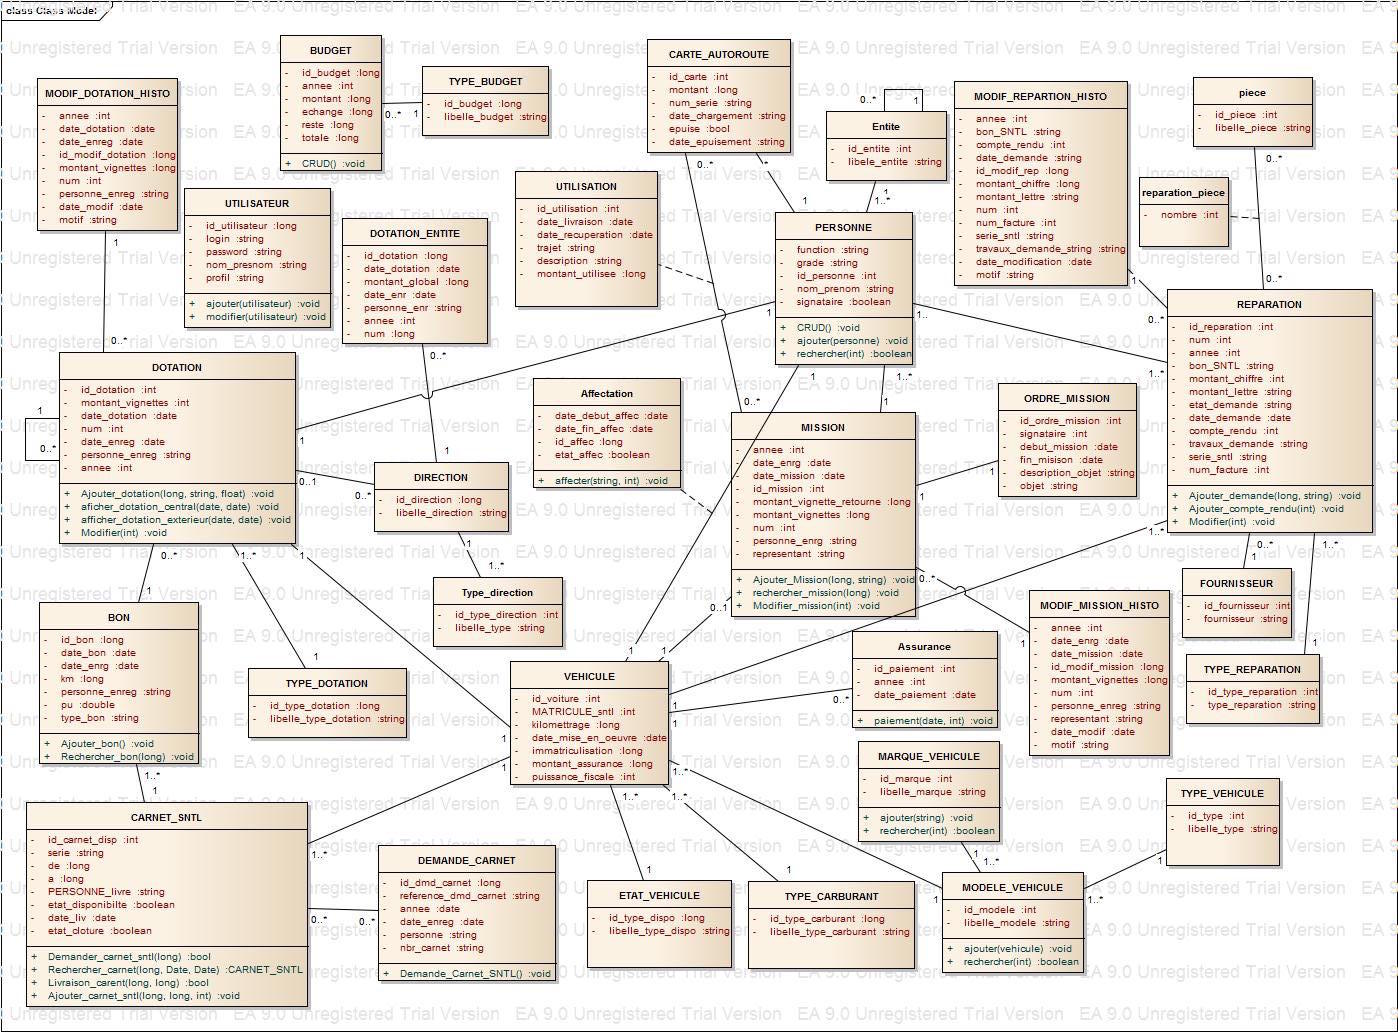 class Class Model
BUDGET
- id_budget :long
- annee :int
- montant :long
- echange :long
- reste :long
- totale :long
+ CRUD() :void
0..* 1
TYPE_BUDGET
- id_budget :long
- libelle_budget :string
CARTE_AUTOROUTE
- id_carte :int
- montant :long
- num_serie :string
- date_chargement :string
- epuise :bool
- date_epuisement :string
0..*
*
1
0..*
0..* 1
Entite
- id_entite :int
- libele_entite :string
1
1..*
MODIF_DOTATION_HISTO
- annee :int
- date_dotation :date
- date_enreg :date
- id_modif_dotation :long
- montant_vignettes :long
- num :int
- personne_enreg :string
- date_modif :date
- motif :string
1
0..*
MODIF_REPARTION_HISTO
- annee :int
- bon_SNTL :string
- compte_rendu :int
- date_demande :string
- id_modif_rep :long
- montant_chiffre :long
- montant_lettre :string
- num :int
- num_facture :int
- serie_sntl :string
- travaux_demande_string :string
- date_modification :date
- motif :string
1
0..*
piece
- id_piece :int
- libelle_piece :string
0..*
0..*
reparation_piece
- nombre :int
UTILISATEUR
- id_utilisateur :long
- login :string
- password :string
- nom_presnom :string
- profil :string
+ ajouter(utilisateur) :void
+ modifier(utilisateur) :void
DOTATION_ENTITE
- id_dotation :long
- date_dotation :date
- montant_global :long
- date_enr :date
- personne_enr :string
- annee :int
- num :long
0..*
1
UTILISATION
- id_utilisation :int
- date_livraison :date
- date_recuperation :date
- trajet :string
- description :string
- montant_utilisee :long
PERSONNE
- function :string
- grade :string
- id_personne :int
- nom_prenom :string
- signataire :boolean
+ CRUD() :void
+ ajouter(personne) :void
+ rechercher(int) :boolean
1
1..
1..*
1
1..*
1
REPARATION
- id_reparation :int
- num :int
- annee :int
- bon_SNTL :string
- montant_chiffre :int
- montant_lettre :string
- etat_demande :string
- date_demande :date
- compte_rendu :int
- travaux_demande :string
- serie_sntl :string
- num_facture :int
+ Ajouter_demande(long, string) :void
+ Ajouter_compte_rendu(int) :void
+ Modifier(int) :void
1..*
0..*
1
1..*
1
DOTATION
- id_dotation :int
- montant_vignettes :int
- date_dotation :date
- num :int
- date_enreg :date
- personne_enreg :string
- annee :int
+ Ajouter_dotation(long, string, float) :void
+ aficher_dotation_central(date, date) :void
+ afficher_dotation_exterieur(date, date) :void
+ Modifier(int) :void
1
0..*
1
0..1
0..*
0..*
1
1..*
1
1
Affectation
- date_debut_affec :date
- date_fin_affec :date
- id_affec :long
- etat_affec :boolean
+ affecter(string, int) :void
MISSION
- annee :int
- date_enrg :date
- date_mission :date
- id_mission :int
- montant_vignette_retourne :long
- montant_vignettes :long
- num :int
- personne_enrg :string
- representant :string
+ Ajouter_Mission(long, string) :void
+ rechercher_mission(long) :void
+ Modifier_mission(int) :void
1
1
0..*
1
0..1
1
1
ORDRE_MISSION
- id_ordre_mission :int
- signataire :int
- debut_mission :date
- fin_misison :date
- description_objet :string
- objet :string
DIRECTION
- id_direction :long
- libelle_direction :string
1
1..*
Type_direction
- id_type_direction :int
- libelle_type :string
BON
- id_bon :long
- date_bon :date
- date_enrg :date
- km :long
- personne_enreg :string
- pu :double
- type_bon :string
+ Ajouter_bon() :void
+ Rechercher_bon(long) :void
1..*
1
TYPE_DOTATION
- id_type_dotation :long
- libelle_type_dotation :string
VEHICULE
- id_voiture :int
- MATRICULE_sntl :int
- kilomettrage :long
- date_mise_en_oeuvre :date
- immatriculisation :long
- montant_assurance :long
- puissance_fiscale :int
1
1
1
1
1..*
1..*
1..*
Assurance
- id_paiement :int
- annee :int
- date_paiement :date
+ paiement(date, int) :void
0..*
FOURNISSEUR
- id_fournisseur :int
- fournisseur :string
TYPE_REPARATION
- id_type_reparation :int
- type_reparation :string
MODIF_MISSION_HISTO
- annee :int
- date_enrg :date
- date_mission :date
- id_modif_mission :long
- montant_vignettes :long
- num :int
- personne_enreg :string
- representant :string
- date_modif :date
- motif :string
MARQUE_VEHICULE
- id_marque :int
- libelle_marque :string
+ ajouter(string) :void
+ rechercher(int) :boolean
1
1..*
TYPE_VEHICULE
- id_type :int
- libelle_type :string
1
1..*
CARNET_SNTL
- id_carnet_disp :int
- serie :string
- de :long
- a :long
- PERSONNE_livre :string
- etat_disponibilte :boolean
- date_liv :date
- etat_cloture :boolean
+ Demander_carnet_sntl(long) :bool
+ Rechercher_carnet(long, Date, Date) :CARNET_SNTL
+ Livraison_carent(long, long) :bool
+ Ajouter_carnet_sntl(long, long, int) :void
1..*
0..*
0..*
DEMANDE_CARNET
- id_dmd_carnet :long
- reference_dmd_carnet :string
- annee :date
- date_enreg :date
- personne :string
- nbr_carnet :string
+ Demande_Carnet_SNTL() :void
1
ETAT_VEHICULE
- id_type_dispo :long
- libelle_type_dispo :string
1
TYPE_CARBURANT
- id_type_carburant :long
- libelle_type_carburant :string
1
MODELE_VEHICULE
- id_modele :int
- libelle_modele :string
+ ajouter(vehicule) :void
+ rechercher(int) :boolean
EA 9.0 Unregistered Trial Version